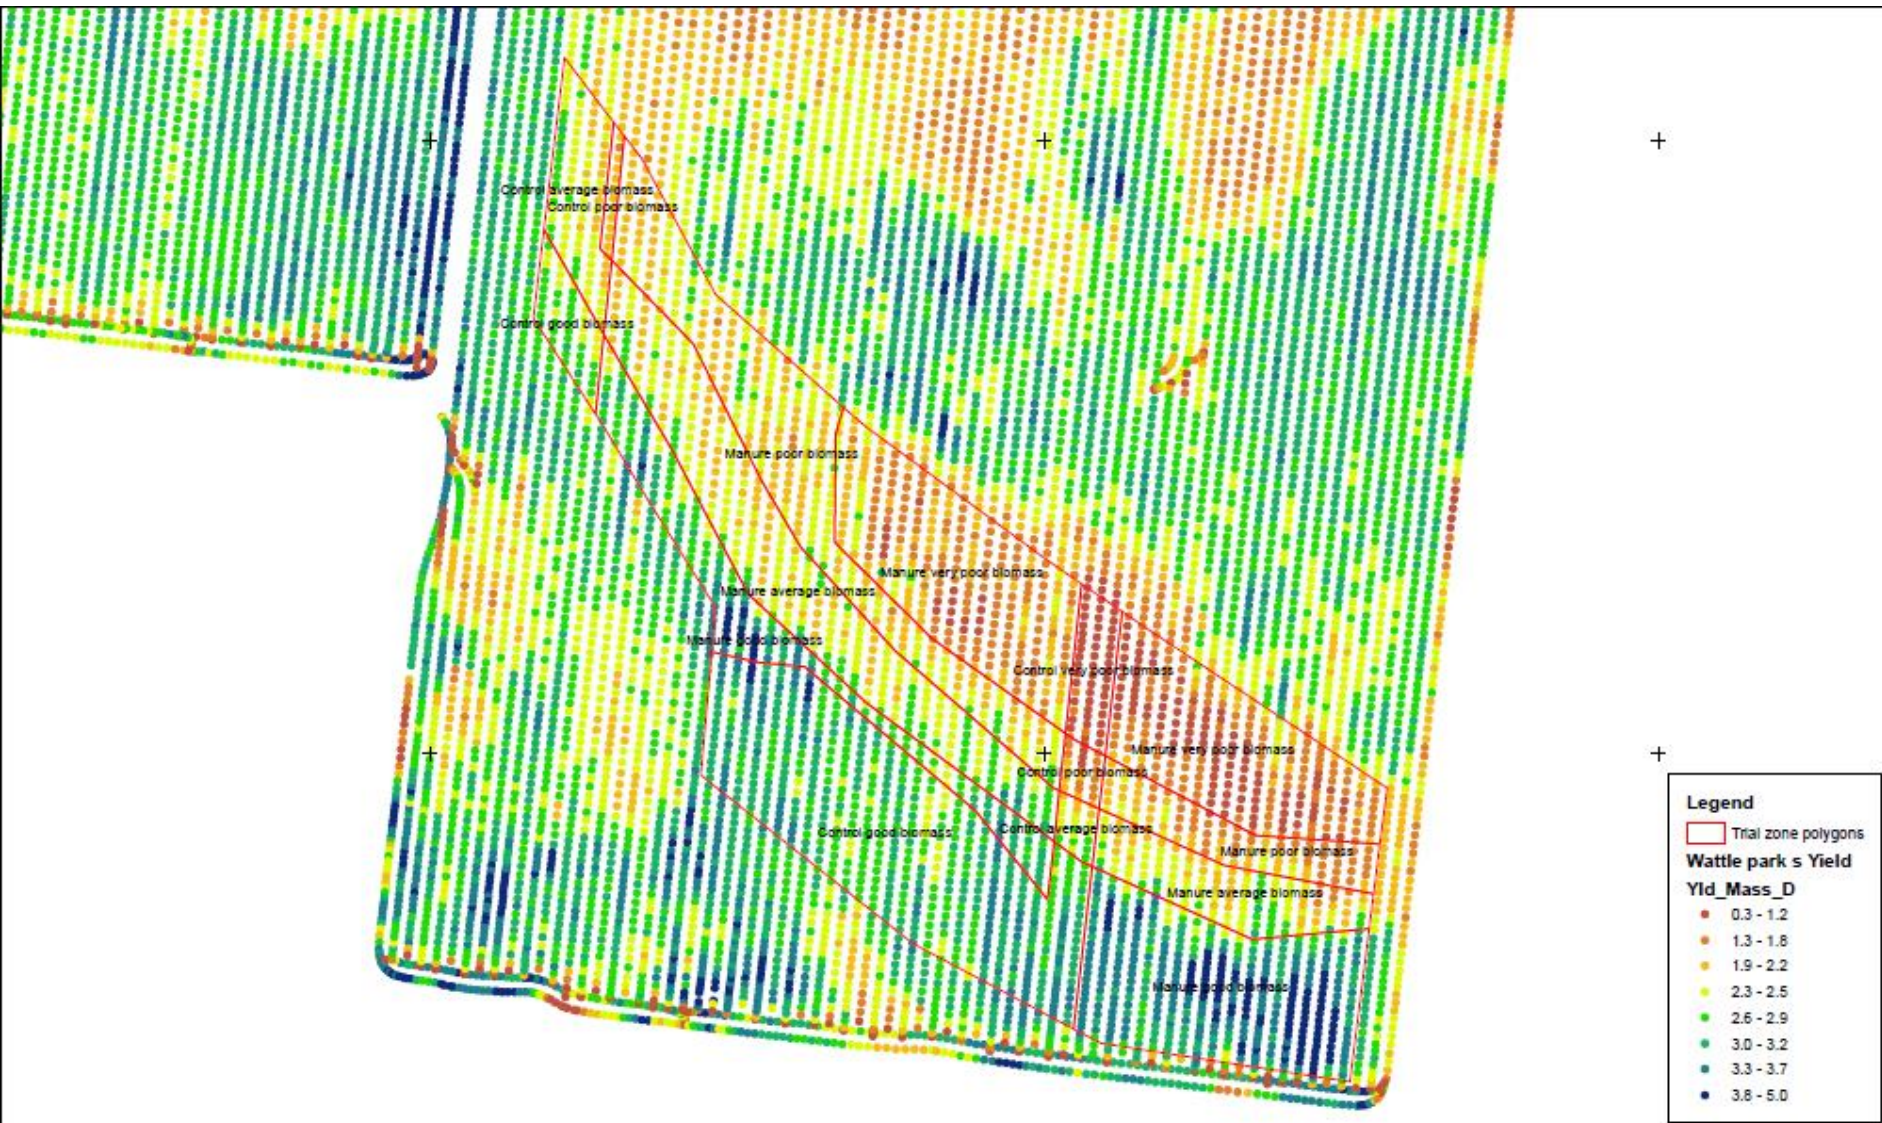 Control average biomass
Control poor biomass
Control good biomass
Manure poor biomass
Manure very poor biomass
Manure average biomass
Manure good biomass
Control very poor biomass
Manure very poor biomass
Control poor biomass
Control good biomass
Control average biomass
Manure poor biomass
Manure average biomass
Manure good biomass
Legend
Trial zone polygons
Wattle park s Yield
Yld_Mass_D
0.3 - 1.2
1.3 - 1.8
1.9 - 2.2
2.3 - 2.5
2.6 - 2.9
3.0 - 3.2
3.3 - 3.7
3.8 - 5.0